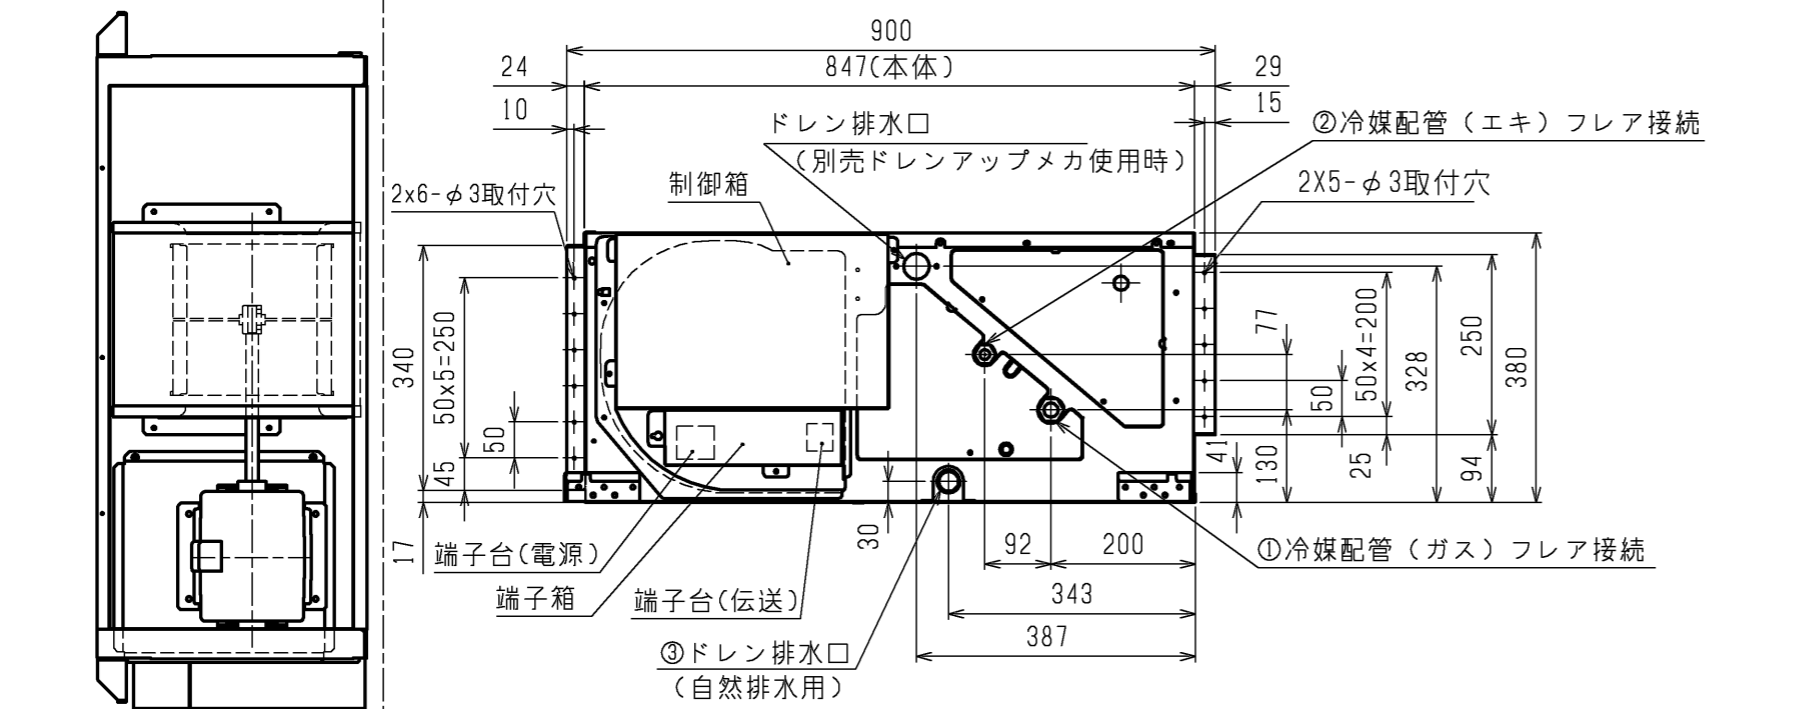 900
24
847(本体)
29
10
15
ドレン排水口
（別売ドレンアップメカ使用時）
②冷媒配管（エキ）フレア接続
制御箱
2x6-φ3取付穴
2X5-φ3取付穴
340
50x5=250
50
45
17
77
50
50x4=200
328
250
380
41
130
25
94
30
92
200
端子台(電源)
①冷媒配管（ガス）フレア接続
端子箱
端子台(伝送)
343
387
③ドレン排水口
（自然排水用）